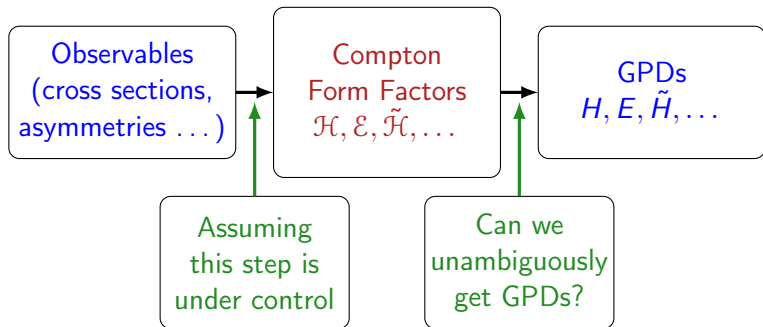 Observables
(cross sections,
asymmetries . . . )
Compton
Form Factors
ℋ, ℰ, ℋ̃, . . .
GPDs
H, E, H̃, . . .
Assuming
this step is
under control
Can we
unambiguously
get GPDs?